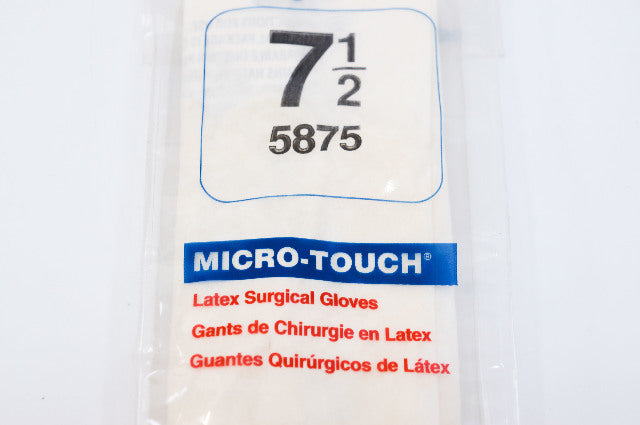 7 1/2
5875
MICRO-TOUCH®
Latex Surgical Gloves
Gants de Chirurgie en Latex
Guantes Quirúrgicos de Látex